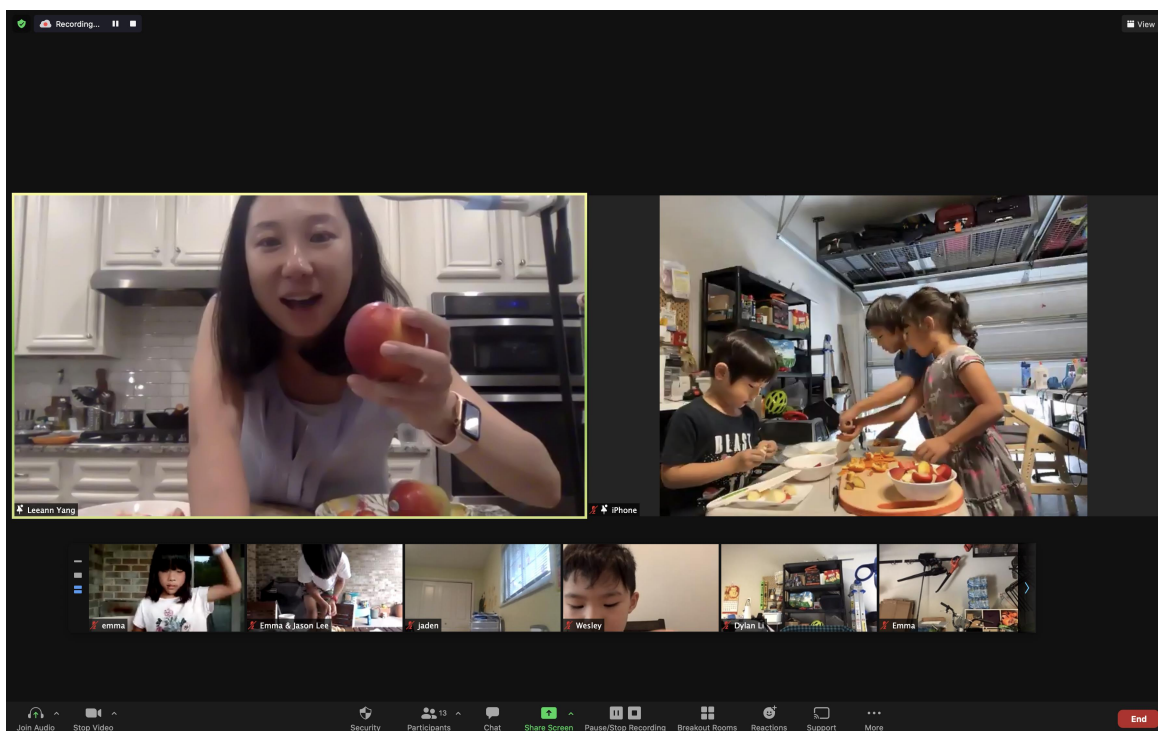 Recording...
View
Leeann Yang
iPhone
BLAST
emma
Emma & Jason Lee
jaden
Wesley
Dylan Li
Emma
Join Audio
Stop Video
Security
13
Participants
Chat
Share Screen
Pause/Stop Recording
Breakout Rooms
Reactions
Support
More
End